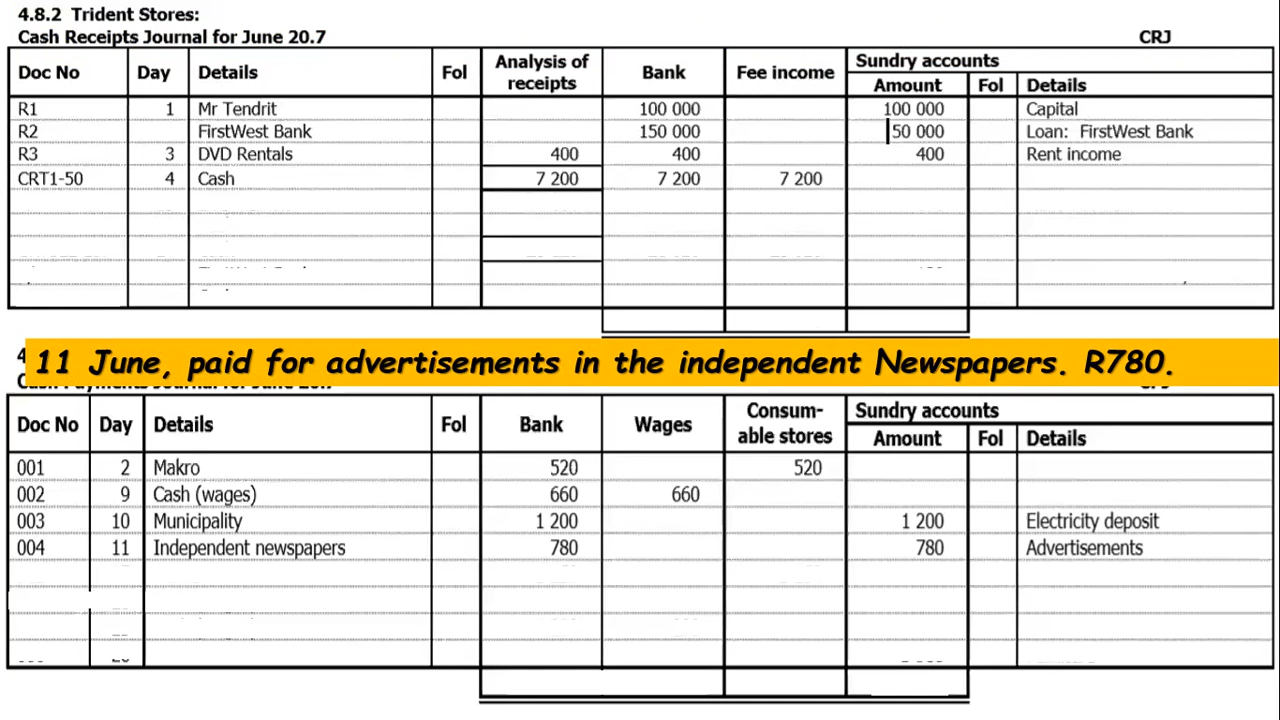 4.8.2 Trident Stores:
Cash Receipts Journal for June 20.7 CRJ
Doc No Day Details Fol Analysis of receipts Bank Fee income Sundry accounts
Amount Fol Details
R1 1 Mr Tendrit 100 000 100 000 Capital
R2 FirstWest Bank 150 000 50 000 Loan: FirstWest Bank
R3 3 DVD Rentals 400 400 400 Rent income
CRT1-50 4 Cash 7 200 7 200 7 200
11 June, paid for advertisements in the independent Newspapers. R780.
Doc No Day Details Fol Bank Wages Consum-able stores Sundry accounts
Amount Fol Details
001 2 Makro 520 520
002 9 Cash (wages) 660 660
003 10 Municipality 1 200 1 200 Electricity deposit
004 11 Independent newspapers 780 780 Advertisements